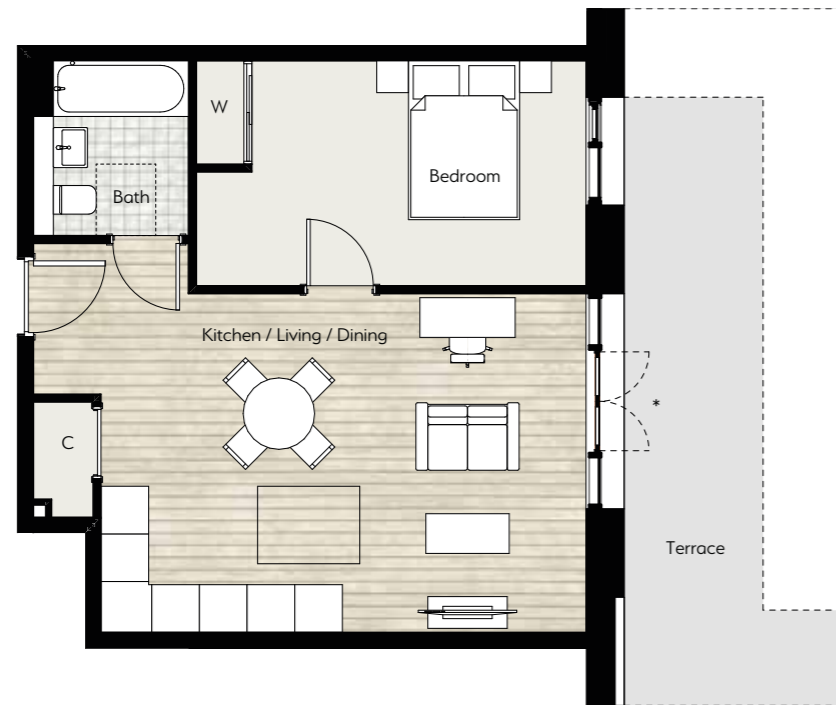 W
Bedroom
Bath
Kitchen / Living / Dining
*
C
Terrace